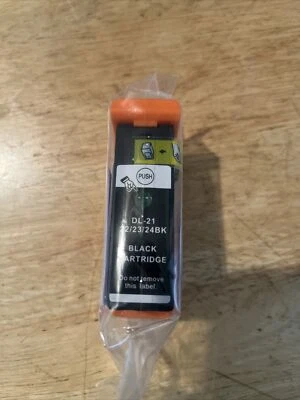 PUSH
DL-21
22/23/24BK
BLACK
CARTRIDGE
Do not remove
this label